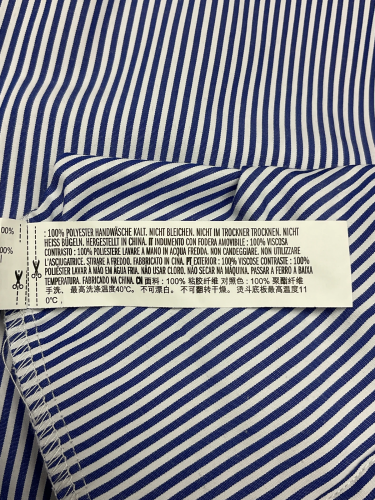 : 100% POLYESTER HANDWÄSCHE KALT. NICHT BLEICHEN. NICHT IM TROCKNER TROCKNEN. NICHT
HEISS BÜGELN. HERGESTELLT IN CHINA. IT INDUMENTO CON FODERA AMOVIBILE : 100% VISCOSA
CONTRASTO : 100% POLIESTERE LAVARE A MANO IN ACQUA FREDDA. NON CANDEGGIARE. NON UTILIZZARE
L'ASCIUGATRICE. STIRARE A FREDDO. FABBRICATO IN CINA. PT EXTERIOR : 100% VISCOSE CONTRASTE : 100%
POLIÉSTER LAVAR À MÃO EM ÁGUA FRIA. NÃO USAR CLORO. NÃO SECAR NA MÁQUINA. PASSAR A FERRO A BAIXA
TEMPERATURA. FABRICADO NA CHINA. CN 面料 : 100% 粘胶纤维 对黑色 : 100% 聚酯纤维
手洗. 最高洗涤温度40℃. 不可漂白. 不可翻转干燥. 熨斗底板最高温度11
0℃,
00%
100%